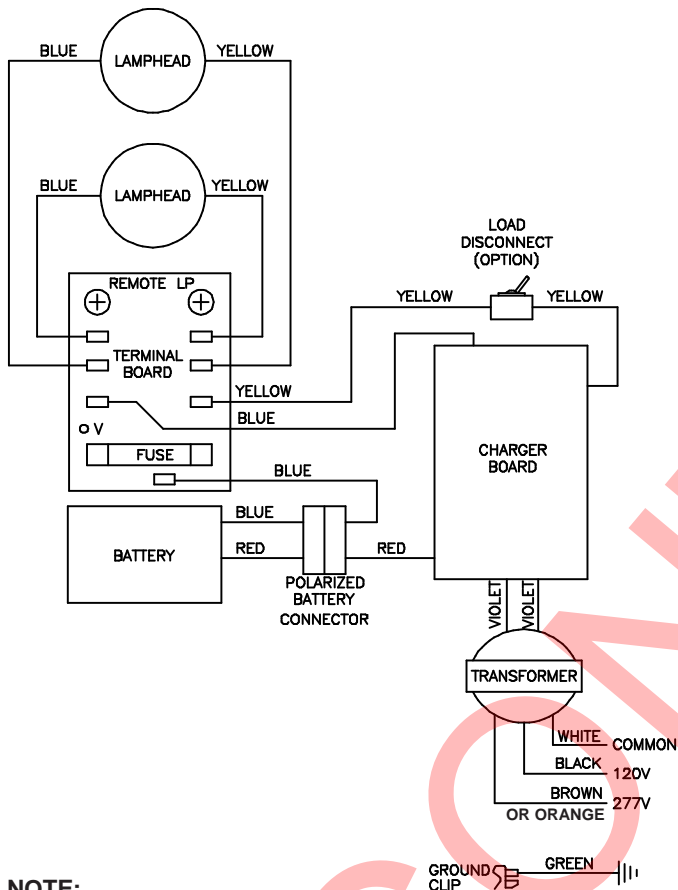 BLUE
LAMPHEAD
YELLOW
BLUE
LAMPHEAD
YELLOW
LOAD
DISCONNECT
(OPTION)
REMOTE LP
YELLOW
YELLOW
TERMINAL
BOARD
YELLOW
BLUE
V
FUSE
CHARGER
BOARD
BLUE
BLUE
BATTERY
RED
RED
POLARIZED
BATTERY
CONNECTOR
VIOLET
VIOLET
TRANSFORMER
WHITE
COMMON
BLACK
120V
BROWN
277V
OR ORANGE
GROUND
CLIP
GREEN
NOTE: